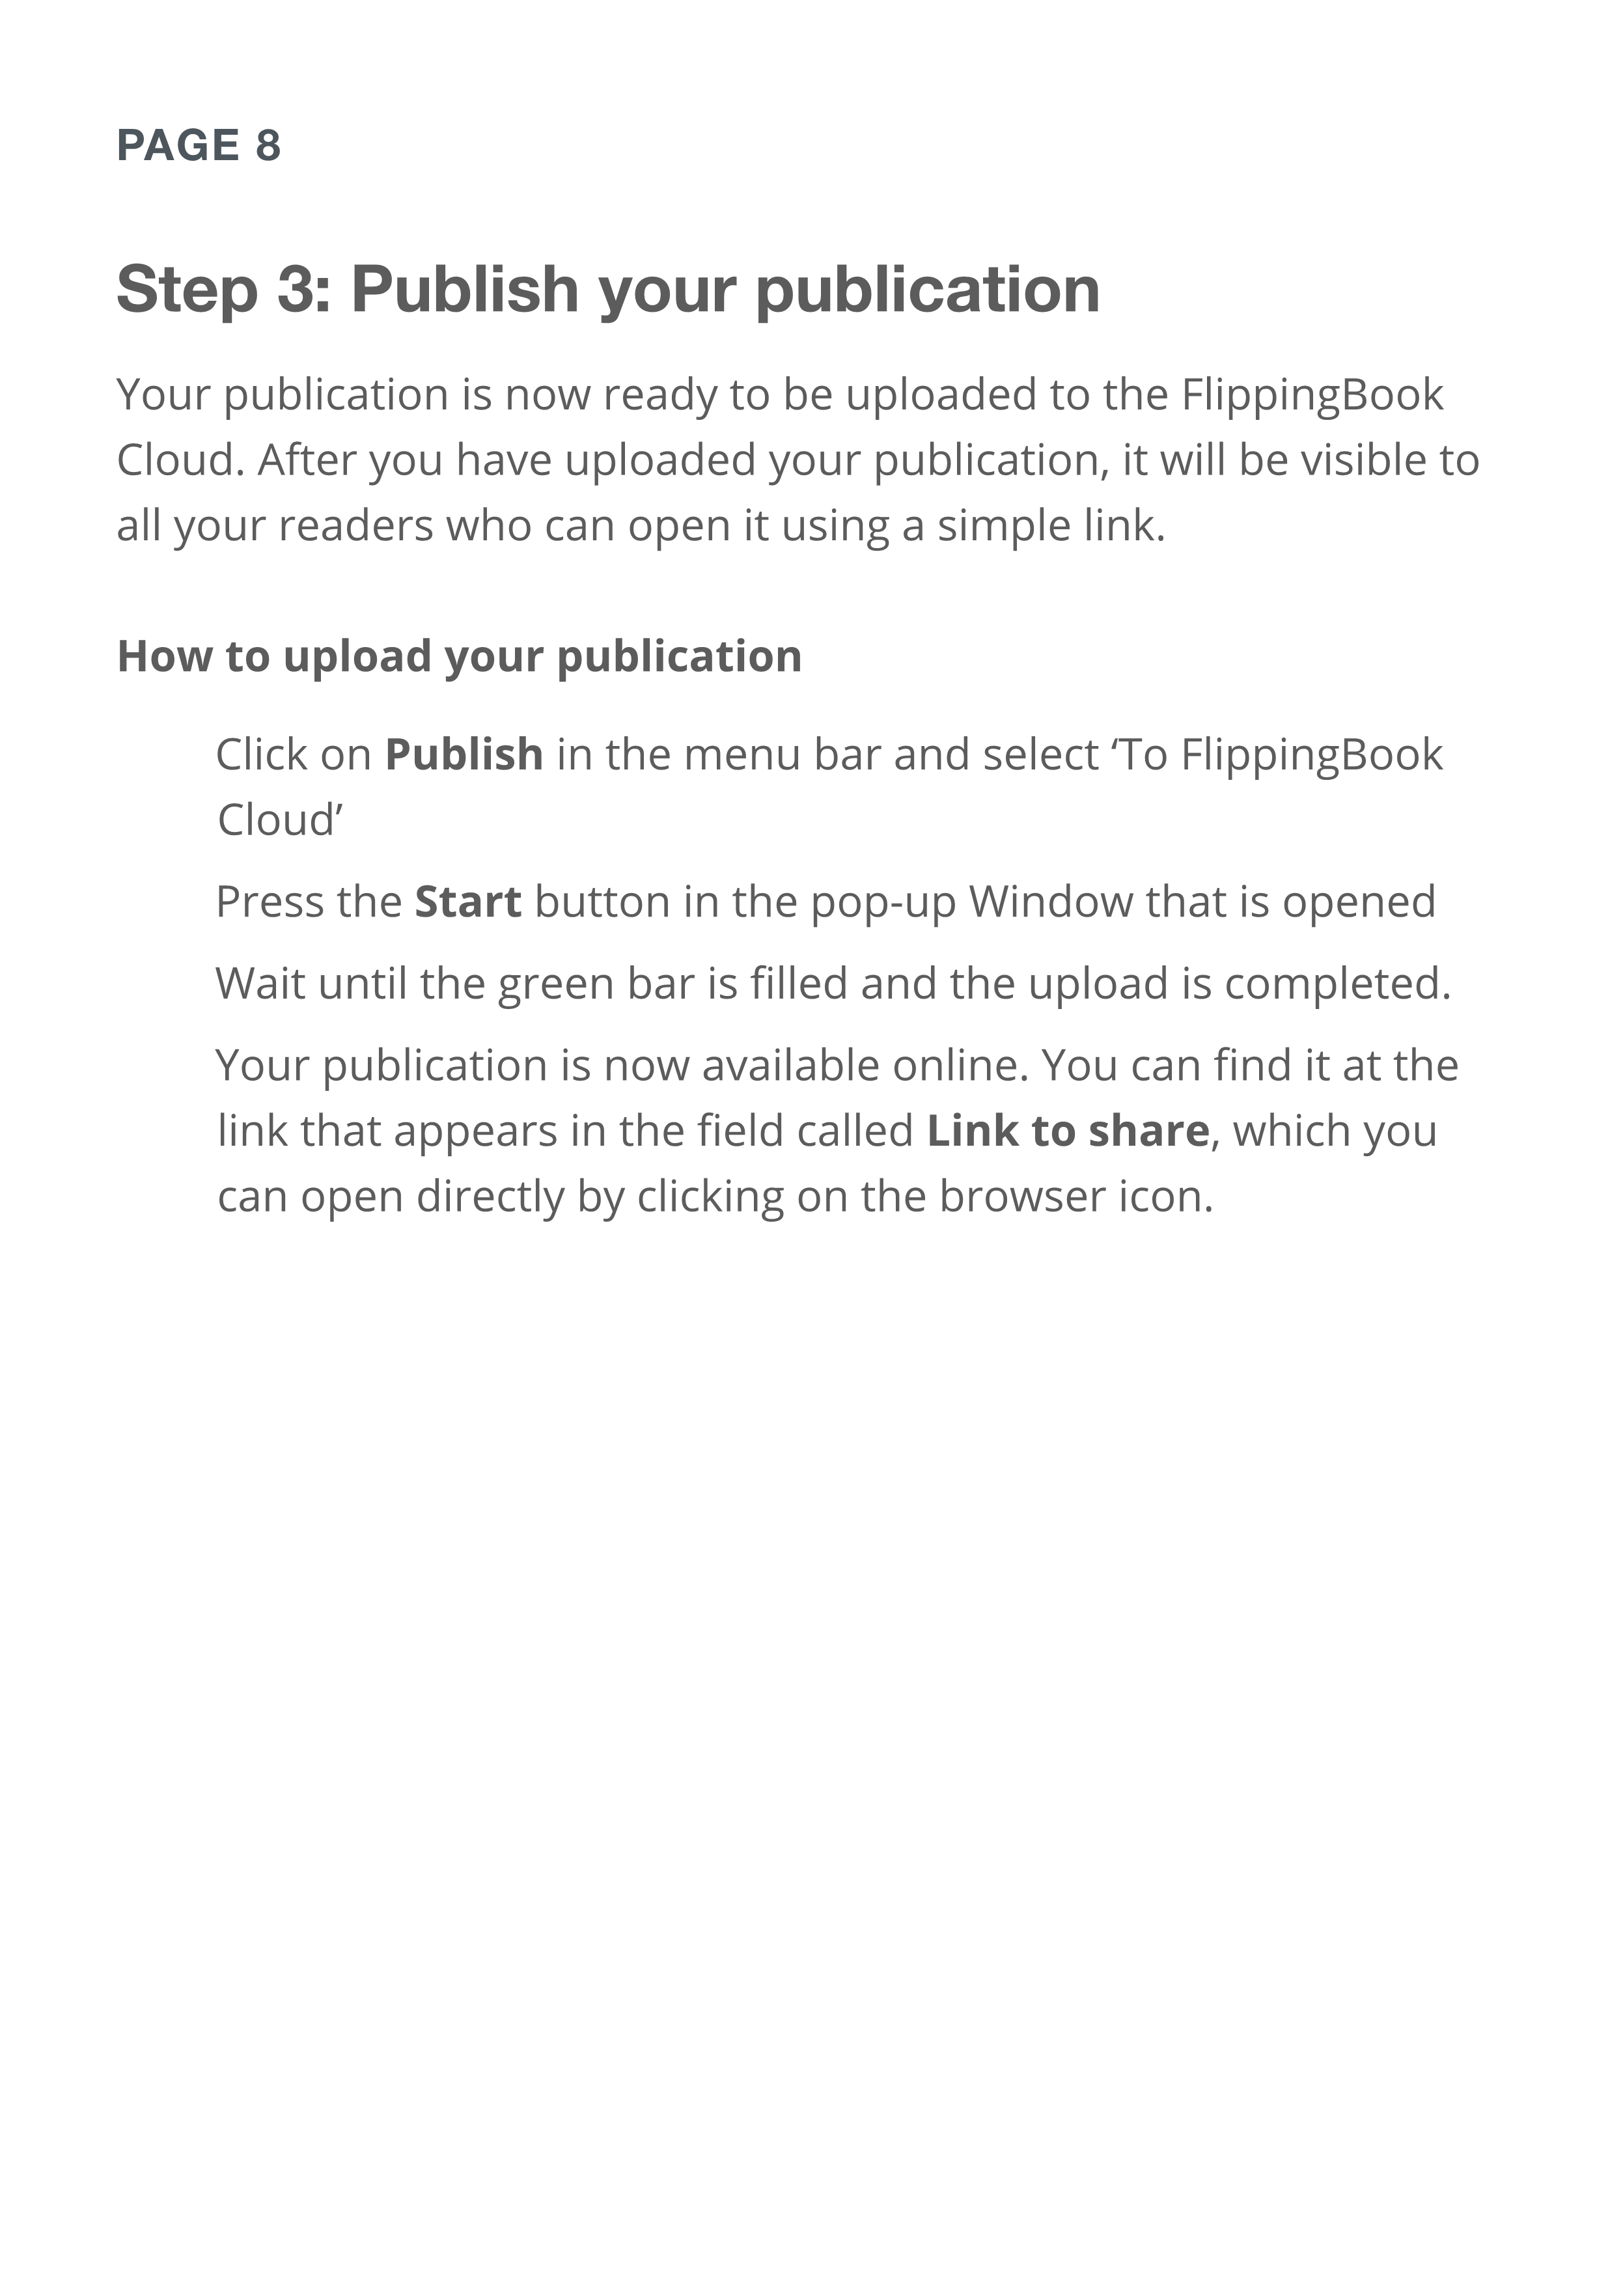 PAGE 8
Step 3: Publish your publication
Your publication is now ready to be uploaded to the FlippingBook
Cloud. After you have uploaded your publication, it will be visible to
all your readers who can open it using a simple link.
How to upload your publication
Click on Publish in the menu bar and select ‘To FlippingBook
Cloud’
Press the Start button in the pop-up Window that is opened
Wait until the green bar is filled and the upload is completed.
Your publication is now available online. You can find it at the
link that appears in the field called Link to share, which you
can open directly by clicking on the browser icon.